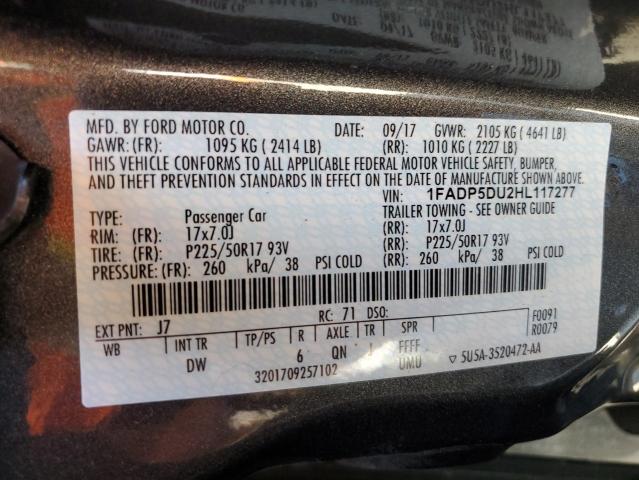 MFD. BY FORD MOTOR CO. DATE: 09/17 GVWR: 2105 KG ( 4641 LB)
GAWR: (FR): 1095 KG ( 2414 LB) (RR): 1010 KG ( 2227 LB)
THIS VEHICLE CONFORMS TO ALL APPLICABLE FEDERAL MOTOR VEHICLE SAFETY, BUMPER,
AND THEFT PREVENTION STANDARDS IN EFFECT ON THE DATE OF MANUFACTURE SHOWN ABOVE.
VIN: 1FADP5DU2HL117277
TYPE: Passenger Car TRAILER TOWING - SEE OWNER GUIDE
RIM: (FR): 17x7.0J (RR): 17x7.0J
TIRE: (FR): P225/50R17 93V (RR): P225/50R17 93V
PRESSURE: (FR): 260 kPa/ 38 PSI COLD (RR): 260 kPa/ 38 PSI COLD
RC: 71 DSO: F0091
EXT PNT: J7 R0079
WB INT TR TP/PS R AXLE TR SPR
DW 6 QN FFFF
3201709257102 UMU 5U5A-3520472-AA